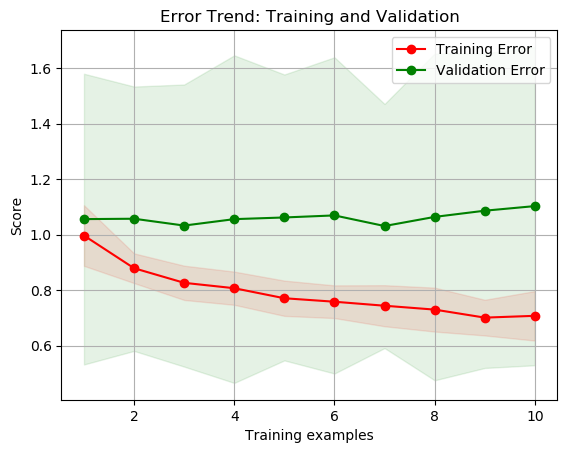 Error Trend: Training and Validation
Training Error
Validation Error
1.6
1.4
1.2
1.0
0.8
0.6
Score
2 4 6 8 10
Training examples